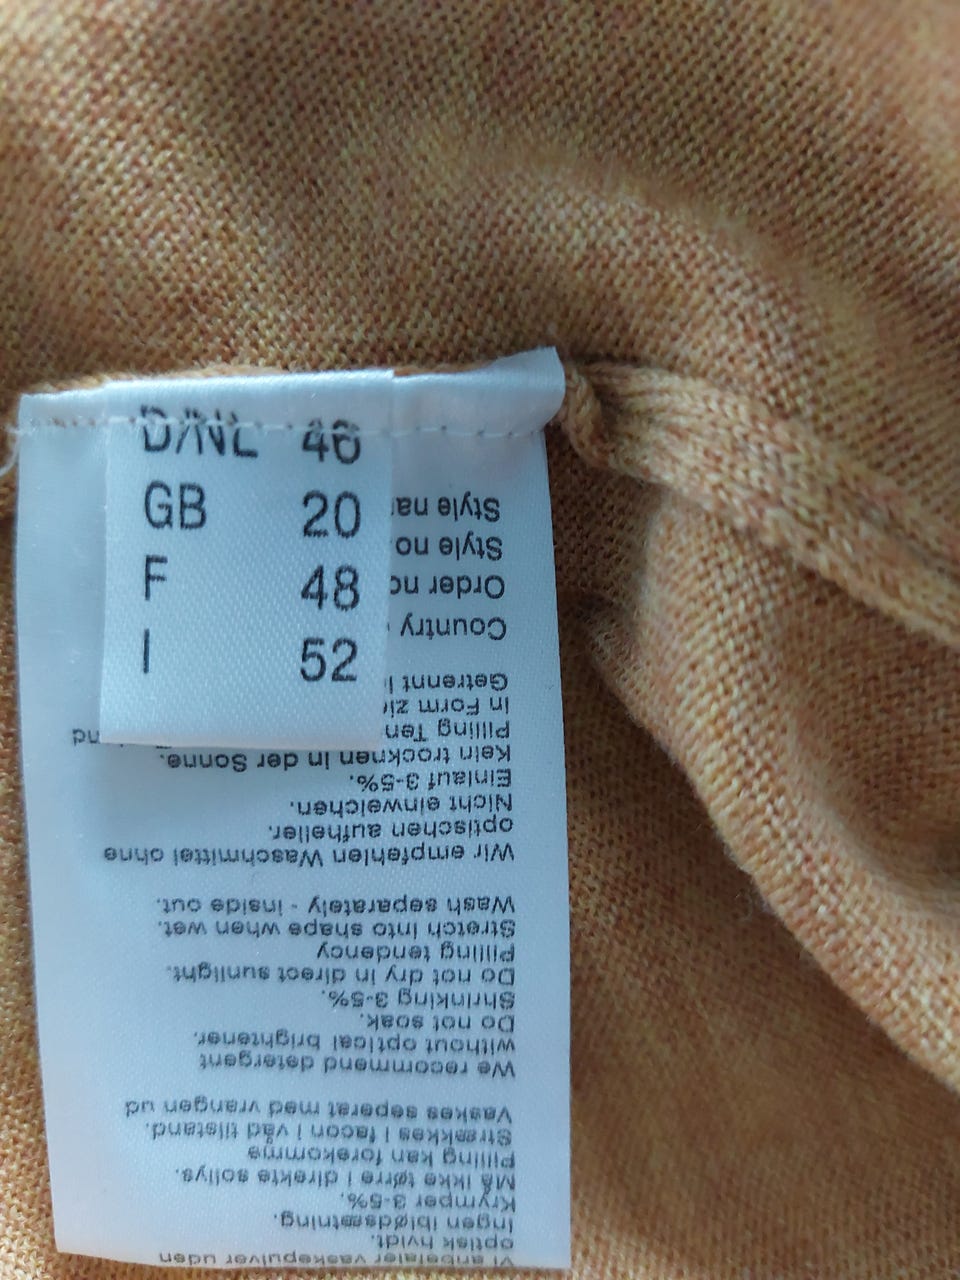 D/NL 46
GB 20
F 48
I 52
Vi anbefaler vaskepulver uden
optisk hvidt.
Ingen iblødsætning.
Krymper 3-5%.
Må ikke tørre i direkte sollys.
Pilling kan forekomme
Strækkes i facon i våd tilstand.
Vaskes seperat med vrangen ud
We recommend detergent
without optical brightener.
Do not soak.
Shrinking 3-5%.
Do not dry in direct sunlight.
Pilling tendency
Stretch into shape when wet.
Wash separately - inside out.
Wir empfehlen Waschmittel ohne
optischen aufheller.
Nicht einweichen.
Einlauf 3-5%.
Kein trocknen in der Sonne.
Pilling
in Form
Getrennt
Country
Order
Style no
Style